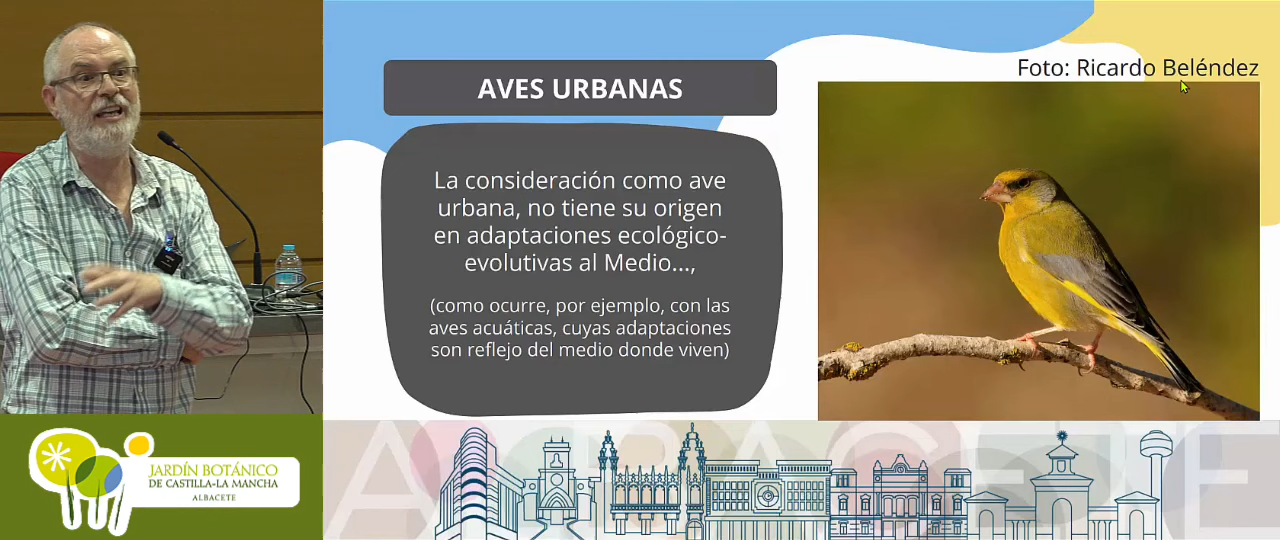 AVES URBANAS
Foto: Ricardo Beléndez
La consideración como ave
urbana, no tiene su origen
en adaptaciones ecológico-
evolutivas al Medio...,
(como ocurre, por ejemplo, con las
aves acuáticas, cuyas adaptaciones
son reflejo del medio donde viven)
JARDÍN BOTÁNICO
DE CASTILLA-LA MANCHA
ALBACETE
ALBACETE